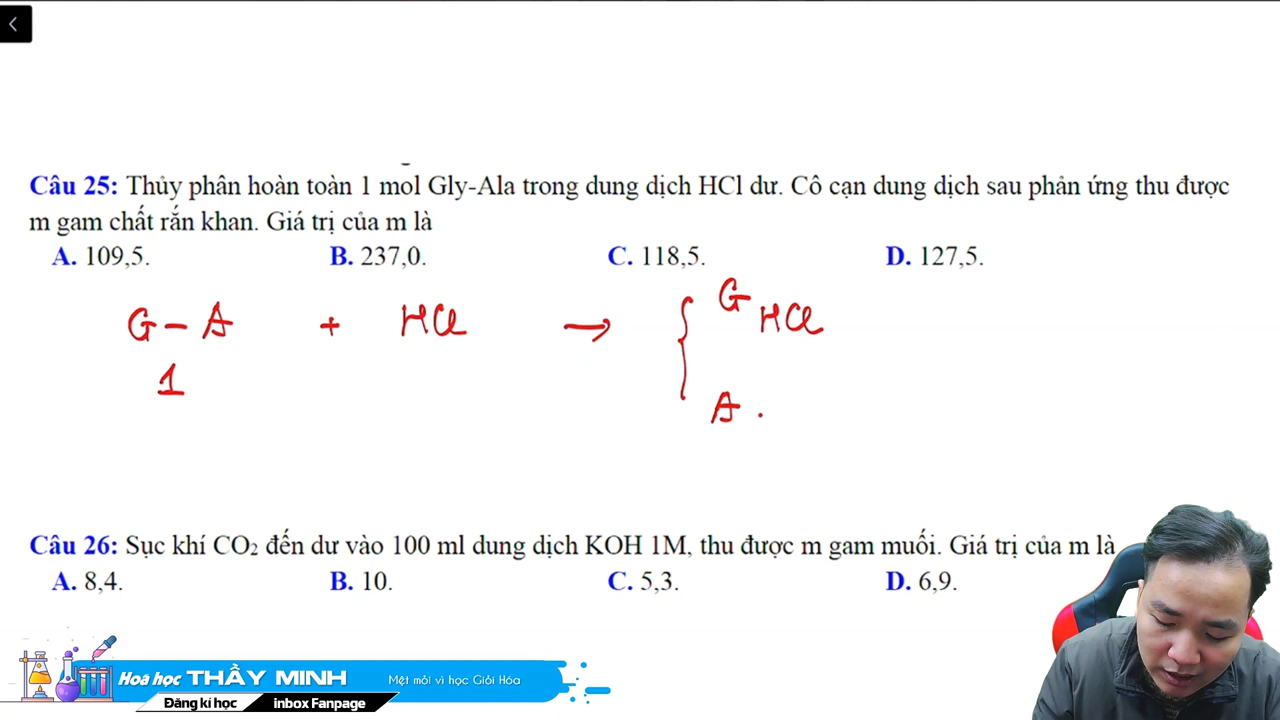 Câu 25: Thủy phân hoàn toàn 1 mol Gly-Ala trong dung dịch HCl dư. Cô cạn dung dịch sau phản ứng thu được
m gam chất rắn khan. Giá trị của m là
A. 109,5. B. 237,0. C. 118,5. D. 127,5.
G - A + HCl → { G HCl
1
A .
Câu 26: Sục khí CO₂ đến dư vào 100 ml dung dịch KOH 1M, thu được m gam muối. Giá trị của m là
A. 8,4. B. 10. C. 5,3. D. 6,9.
Hoá học THẦY MINH Mệt mỏi vì học Giỏi Hóa
Đăng kí học inbox Fanpage